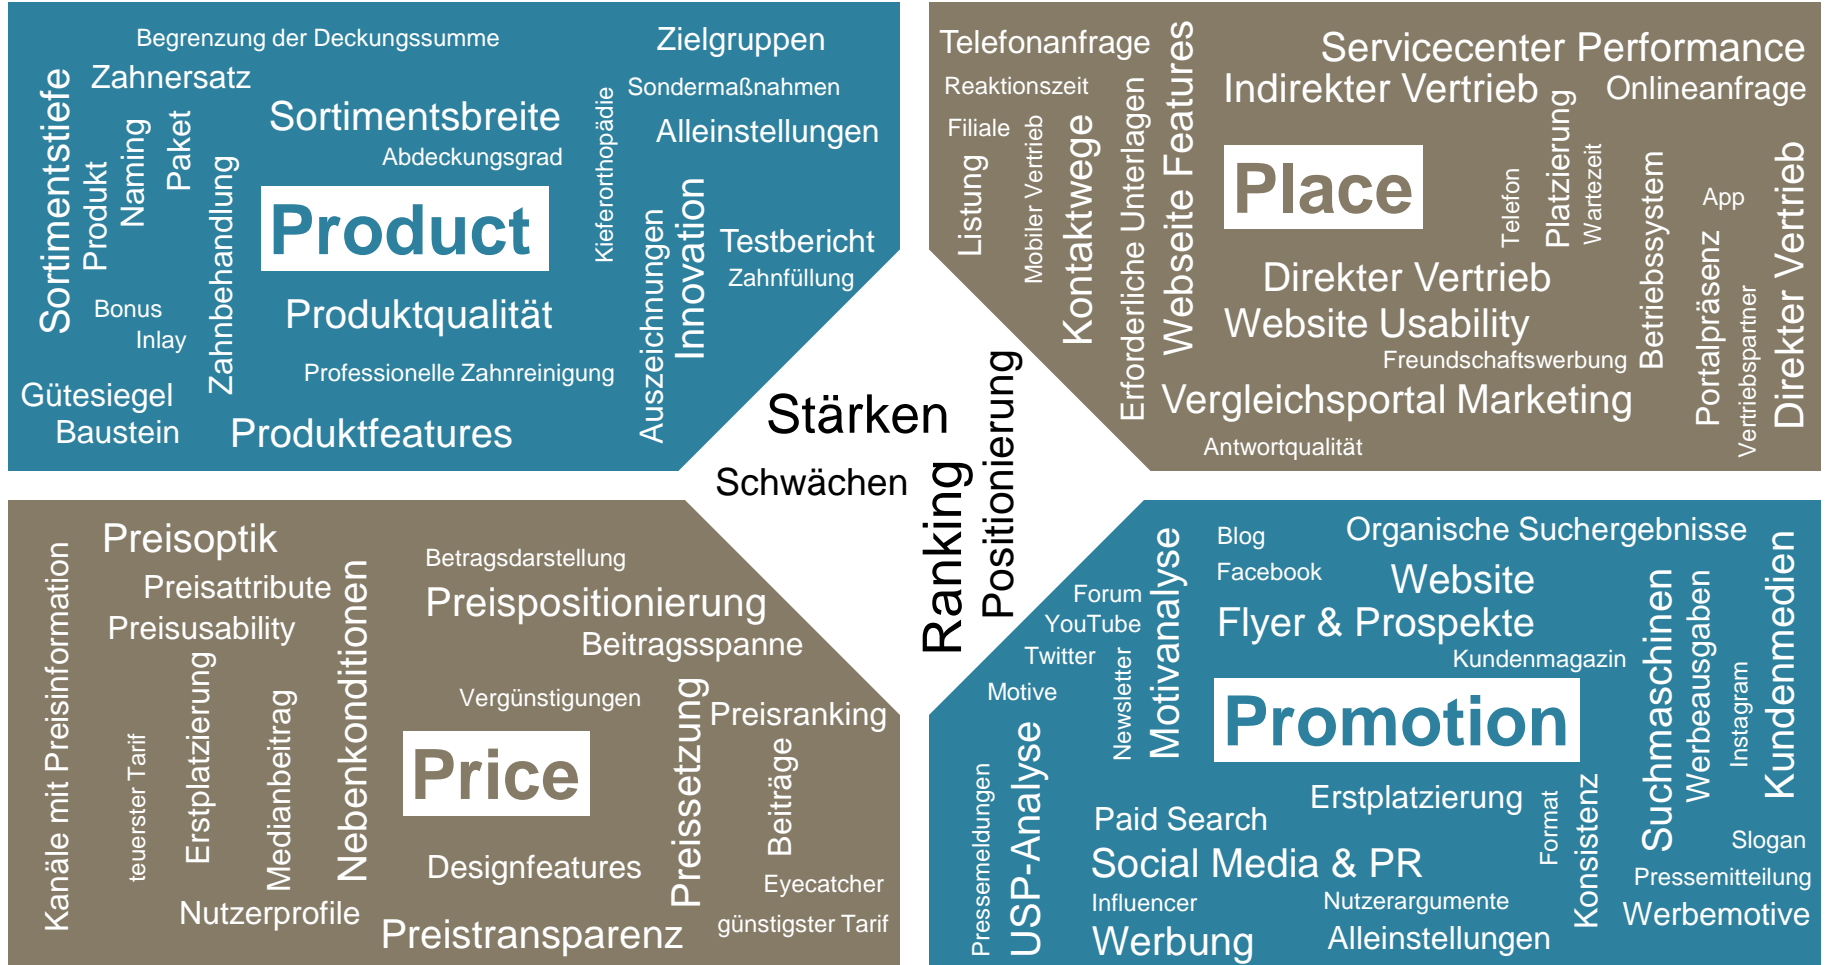 Begrenzung der Deckungssumme
Zielgruppen
Zahnersatz
Sondermaßnahmen
Sortimentstiefe
Produkt
Naming
Paket
Sortimentsbreite
Kieferorthopädie
Alleinstellungen
Abdeckungsgrad
Zahnbehandlung
Product
Auszeichnungen
Innovation
Testbericht
Zahnfüllung
Bonus
Inlay
Produktqualität
Professionelle Zahnreinigung
Gütesiegel
Baustein
Produktfeatures
Telefonanfrage
Servicecenter Performance
Reaktionszeit
Indirekter Vertrieb
Onlineanfrage
Filiale
Listung
Mobiler Vertrieb
Kontaktwege
Erforderliche Unterlagen
Webseite Features
Place
Telefon
Platzierung
Wartezeit
Betriebssystem
App
Portalpräsenz
Vertriebspartner
Direkter Vertrieb
Direkter Vertrieb
Website Usability
Freundschaftswerbung
Vergleichsportal Marketing
Antwortqualität
Stärken
Schwächen
Ranking
Positionierung
Kanäle mit Preisinformation
Preisoptik
Preisattribute
Preisusability
Nebenkonditionen
Betragsdarstellung
Preispositionierung
Beitragsspanne
teuerster Tarif
Erstplatzierung
Medianbeitrag
Vergünstigungen
Preissetzung
Preisranking
Price
Beiträge
Designfeatures
Eyecatcher
Nutzerprofile
Preistransparenz
günstigster Tarif
Blog
Organische Suchergebnisse
Facebook
Website
Forum
YouTube
Twitter
Motive
Newsletter
Motivanalyse
Flyer & Prospekte
Kundenmagazin
Suchmaschinen
Werbeausgaben
Instagram
Kundenmedien
Promotion
Pressemeldungen
USP-Analyse
Erstplatzierung
Paid Search
Format
Konsistenz
Slogan
Social Media & PR
Pressemitteilung
Influencer
Nutzerargumente
Werbemotive
Werbung
Alleinstellungen